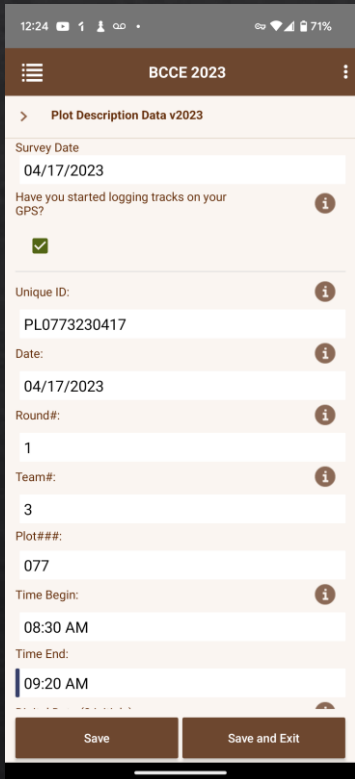 12:24 71%
BCCE 2023
Plot Description Data v2023
Survey Date
04/17/2023
Have you started logging tracks on your
GPS?
Unique ID:
PL0773230417
Date:
04/17/2023
Round#:
1
Team#:
3
Plot###:
077
Time Begin:
08:30 AM
Time End:
09:20 AM
Save Save and Exit